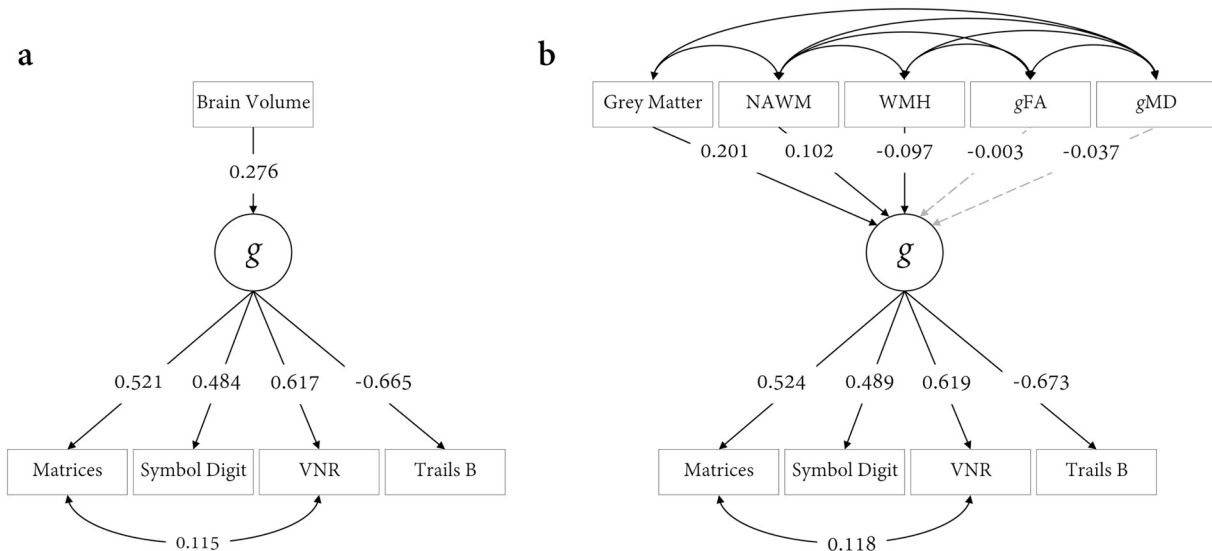 a
Brain Volume
0.276
g
0.521 0.484 0.617 -0.665
Matrices Symbol Digit VNR Trails B
0.115
b
Grey Matter NAWM WMH gFA gMD
0.201 0.102 -0.097 -0.003 -0.037
g
0.524 0.489 0.619 -0.673
Matrices Symbol Digit VNR Trails B
0.118